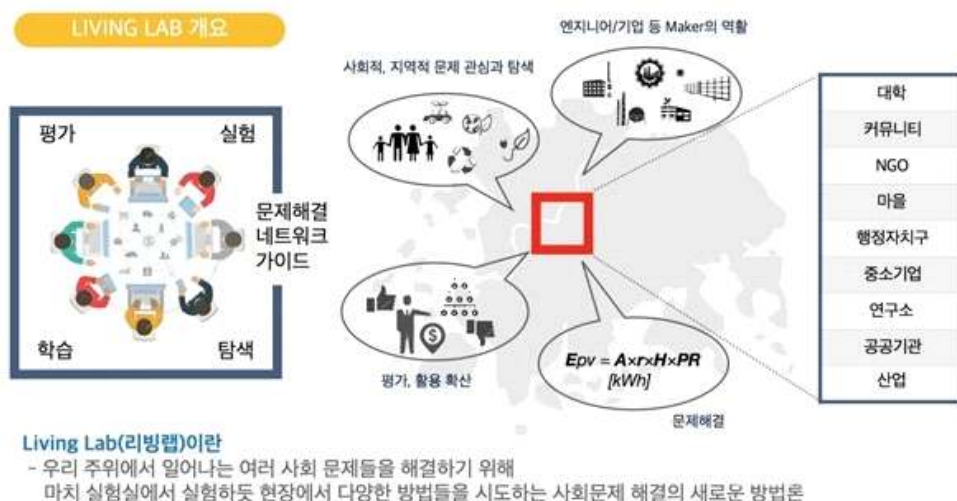 LIVING LAB 개요
엔지니어/기업 등 Maker의 역활
사회적, 지역적 문제 관심과 탐색
평가
실험
문제해결
네트워크
가이드
학습
탐색
대학
커뮤니티
NGO
마을
행정자치구
중소기업
연구소
공공기관
산업
평가, 활용 확산
Epv = A×r×H×PR
[kWh]
문제해결
Living Lab(리빙랩)이란
- 우리 주위에서 일어나는 여러 사회 문제들을 해결하기 위해
마치 실험실에서 실험하듯 현장에서 다양한 방법들을 시도하는 사회문제 해결의 새로운 방법론